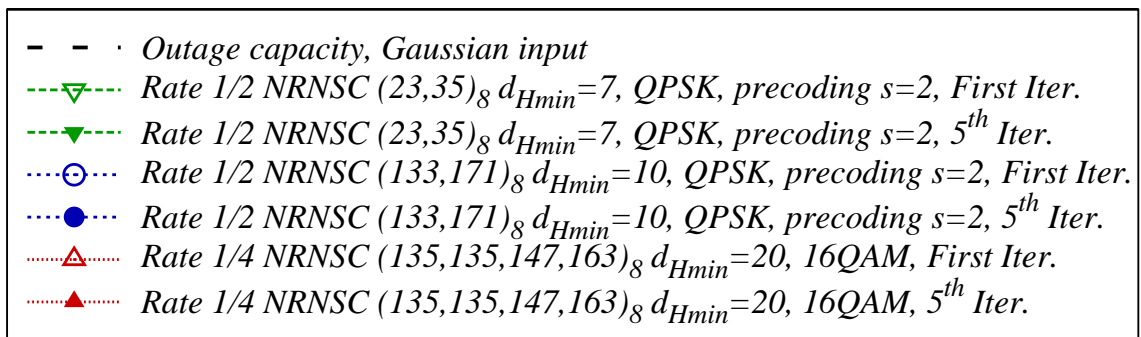 Outage capacity, Gaussian input
Rate 1/2 NRNSC (23,35)8 dHmin=7, QPSK, precoding s=2, First Iter.
Rate 1/2 NRNSC (23,35)8 dHmin=7, QPSK, precoding s=2, 5th Iter.
Rate 1/2 NRNSC (133,171)8 dHmin=10, QPSK, precoding s=2, First Iter.
Rate 1/2 NRNSC (133,171)8 dHmin=10, QPSK, precoding s=2, 5th Iter.
Rate 1/4 NRNSC (135,135,147,163)8 dHmin=20, 16QAM, First Iter.
Rate 1/4 NRNSC (135,135,147,163)8 dHmin=20, 16QAM, 5th Iter.